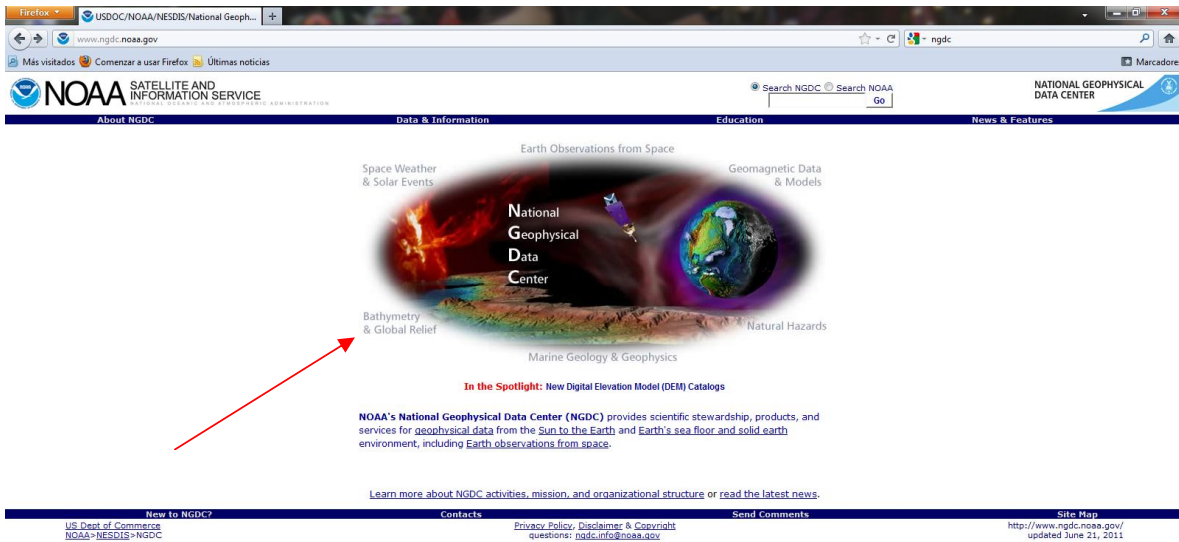 Firefox
USDOC/NOAA/NESDIS/National Geoph...
www.ngdc.noaa.gov
ngdc
Más visitados Comenzar a usar Firefox Últimas noticias
Marcadore
NOAA SATELLITE AND
INFORMATION SERVICE
NATIONAL OCEANIC AND ATMOSPHERIC ADMINISTRATION
Search NGDC Search NOAA
Go
NATIONAL GEOPHYSICAL
DATA CENTER
About NGDC Data & Information Education News & Features
Earth Observations from Space
Space Weather
& Solar Events
Geomagnetic Data
& Models
National
Geophysical
Data
Center
Bathymetry
& Global Relief
Natural Hazards
Marine Geology & Geophysics
In the Spotlight: New Digital Elevation Model (DEM) Catalogs
NOAA's National Geophysical Data Center (NGDC) provides scientific stewardship, products, and
services for geophysical data from the Sun to the Earth and Earth's sea floor and solid earth
environment, including Earth observations from space.
Learn more about NGDC activities, mission, and organizational structure or read the latest news.
New to NGDC? Contacts Send Comments Site Map
US Dept of Commerce
NOAA>NESDIS>NGDC
Privacy Policy, Disclaimer & Copyright
questions: ngdc.info@noaa.gov
http://www.ngdc.noaa.gov/
updated June 21, 2011